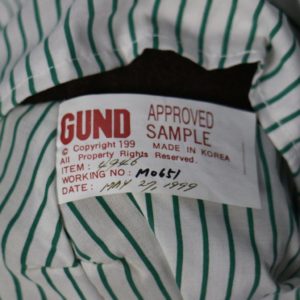 GUND APPROVED SAMPLE
© Copyright 199 MADE IN KOREA
All Property Rights Reserved.
ITEM: 4946
WORKING NO.: M0651
DATE: MAY 27, 1999